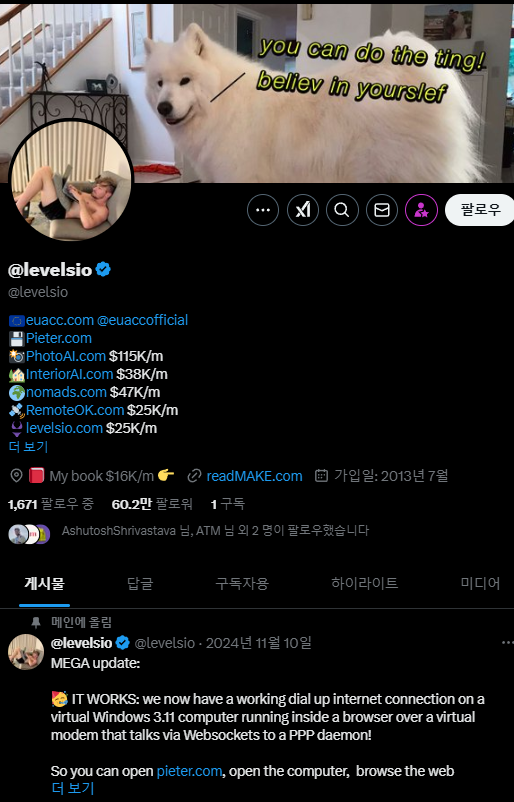 you can do the ting!
believ in yourslef
팔로우
@levelsio
@levelsio
euacc.com @euaccofficial
Pieter.com
PhotoAI.com $115K/m
InteriorAI.com $38K/m
nomads.com $47K/m
RemoteOK.com $25K/m
levelsio.com $25K/m
더 보기
My book $16K/m 👉 readMAKE.com 가입일: 2013년 7월
1,671 팔로우 중 60.2만 팔로워 1 구독
AshutoshShrivastava 님, ATM 님 외 2 명이 팔로우했습니다
게시물 답글 구독자용 하이라이트 미디어
메인에 올림
@levelsio @levelsio · 2024년 11월 10일
MEGA update:
🥳 IT WORKS: we now have a working dial up internet connection on a
virtual Windows 3.11 computer running inside a browser over a virtual
modem that talks via Websockets to a PPP daemon!
So you can open pieter.com, open the computer, browse the web
더 보기